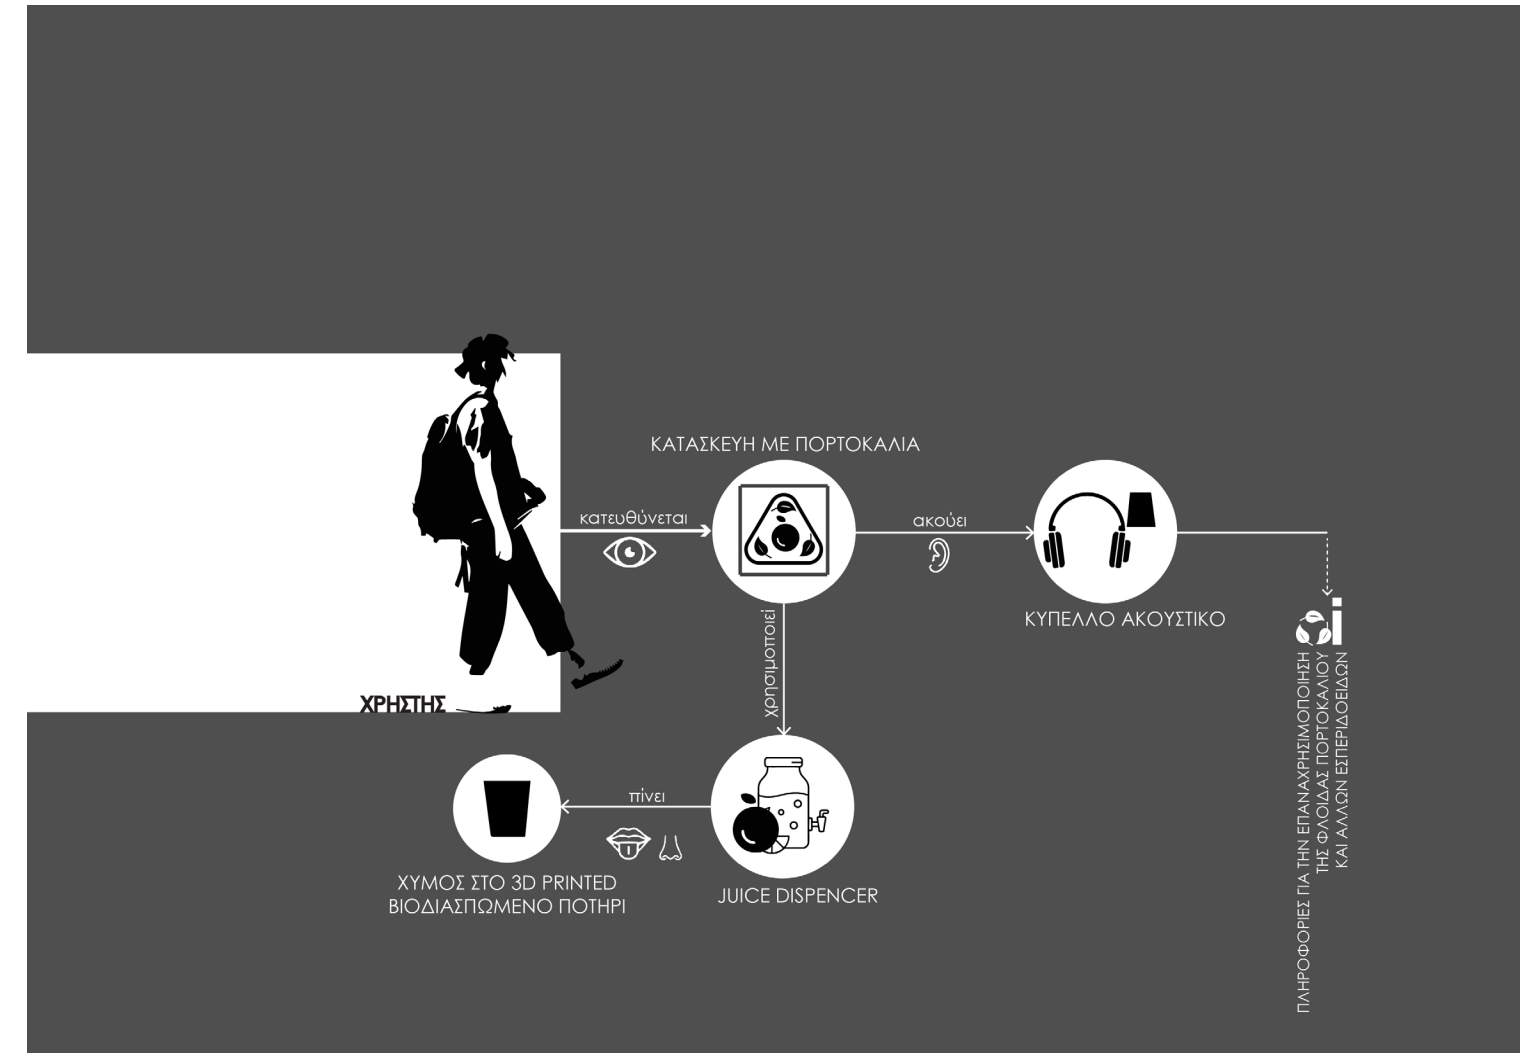 ΚΑΤΑΣΚΕΥΗ ΜΕ ΠΟΡΤΟΚΑΛΙΑ
κατευθύνεται
ακούει
ΚΥΠΕΛΛΟ ΑΚΟΥΣΤΙΚΟ
χρησιμοποιεί
i
ΠΛΗΡΟΦΟΡΙΕΣ ΓΙΑ ΤΗΝ ΕΠΑΝΑΧΡΗΣΙΜΟΠΟΙΗΣΗ
ΤΗΣ ΦΛΟΙΔΑΣ ΠΟΡΤΟΚΑΛΙΟΥ
ΚΑΙ ΑΛΛΩΝ ΕΣΠΕΡΙΔΟΕΙΔΩΝ
ΧΡΗΣΤΗΣ
πίνει
ΧΥΜΟΣ ΣΤΟ 3D PRINTED
ΒΙΟΔΙΑΣΠΩΜΕΝΟ ΠΟΤΗΡΙ
JUICE DISPENCER